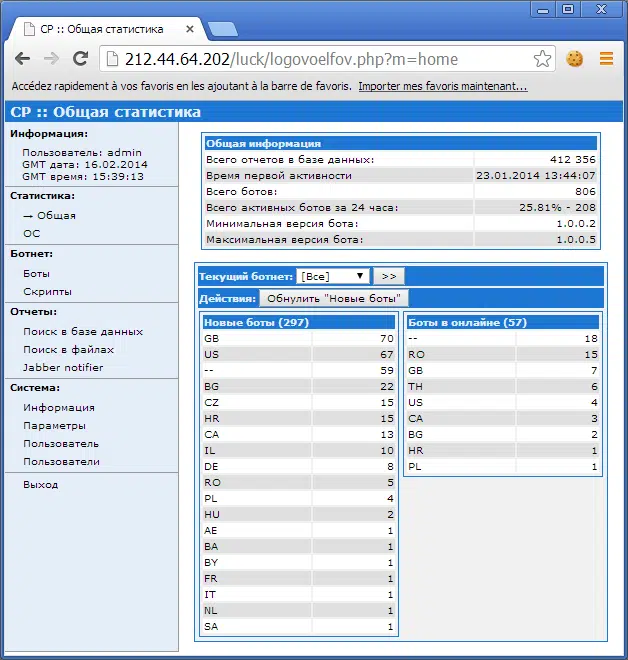 CP :: Общая статистика
212.44.64.202/luck/logovoelfov.php?m=home
Accédez rapidement à vos favoris en les ajoutant à la barre de favoris. Importer mes favoris maintenant...
CP :: Общая статистика
Информация:
Пользователь: admin
GMT дата: 16.02.2014
GMT время: 15:39:13
Статистика:
→ Общая
ОС
Ботнет:
Боты
Скрипты
Отчеты:
Поиск в базе данных
Поиск в файлах
Jabber notifier
Система:
Информация
Параметры
Пользователь
Пользователи
Выход
Общая информация
Всего отчетов в базе данных: 412 356
Время первой активности 23.01.2014 13:44:07
Всего ботов: 806
Всего активных ботов за 24 часа: 25.81% - 208
Минимальная версия бота: 1.0.0.2
Максимальная версия бота: 1.0.0.5
Текущий ботнет: [Все] >>
Действия: Обнулить "Новые боты"
Новые боты (297)
GB 70
US 67
-- 59
BG 22
CZ 15
HR 15
CA 13
IL 10
DE 8
RO 5
PL 4
HU 2
AE 1
BA 1
BY 1
FR 1
IT 1
NL 1
SA 1
Боты в онлайне (57)
-- 18
RO 15
GB 7
TH 6
US 4
CA 3
BG 2
HR 1
PL 1